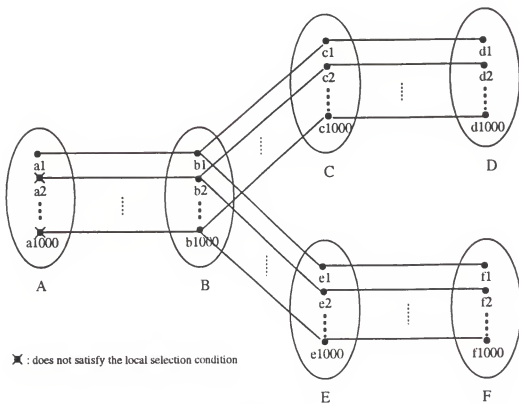 c1
d1
c2
d2
c1000
d1000
C
D
a1
b1
a2
b2
a1000
b1000
A
B
e1
f1
e2
f2
e1000
f1000
E
F
: does not satisfy the local selection condition